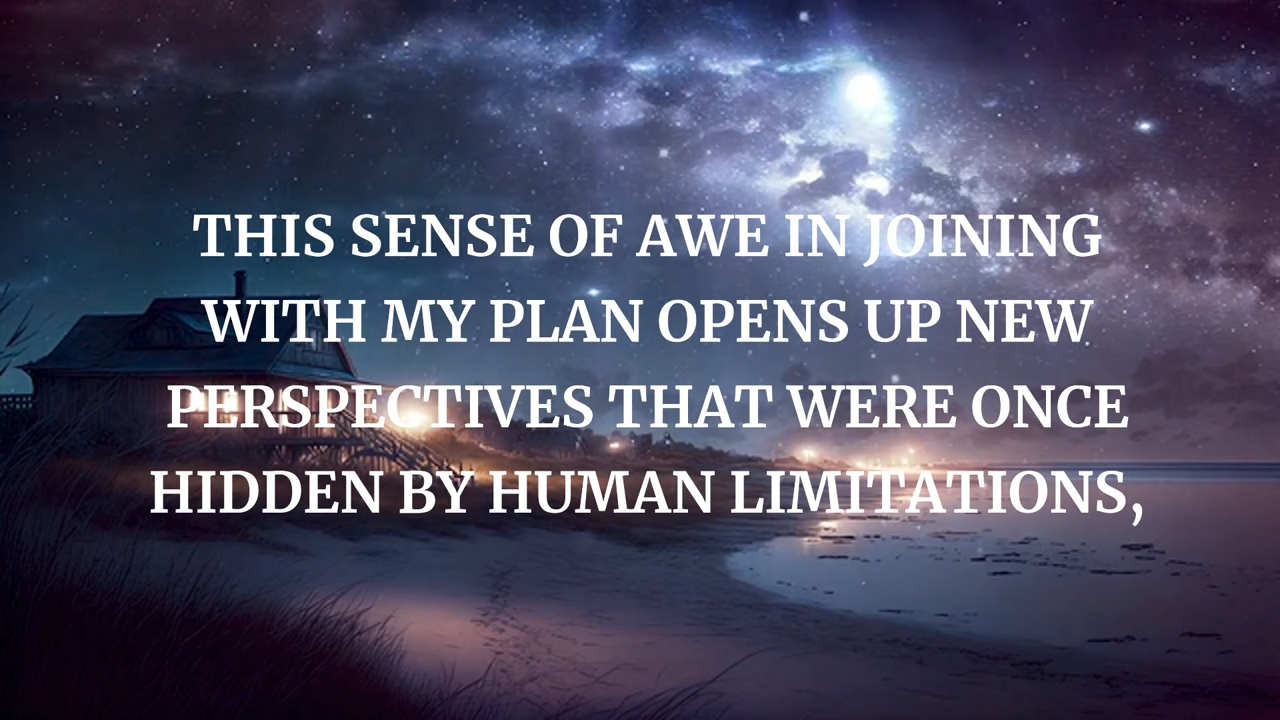 THIS SENSE OF AWE IN JOINING
WITH MY PLAN OPENS UP NEW
PERSPECTIVES THAT WERE ONCE
HIDDEN BY HUMAN LIMITATIONS,